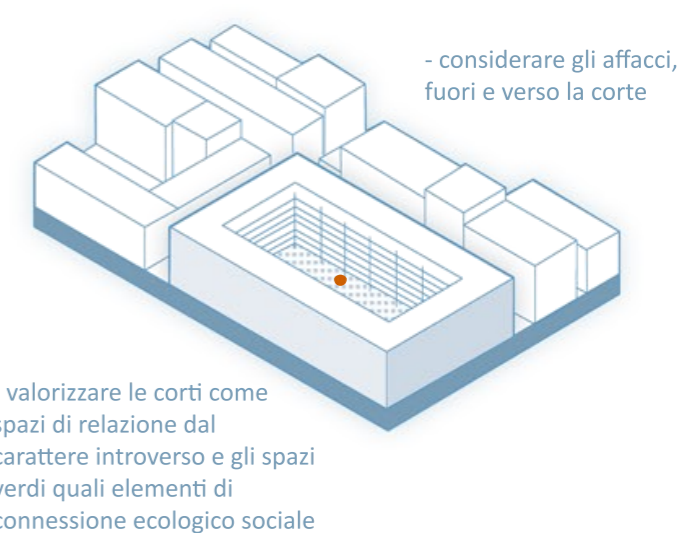 - considerare gli affacci,
fuori e verso la corte
valorizzare le corti come
spazi di relazione dal
carattere introverso e gli spazi
verdi quali elementi di
connessione ecologico sociale